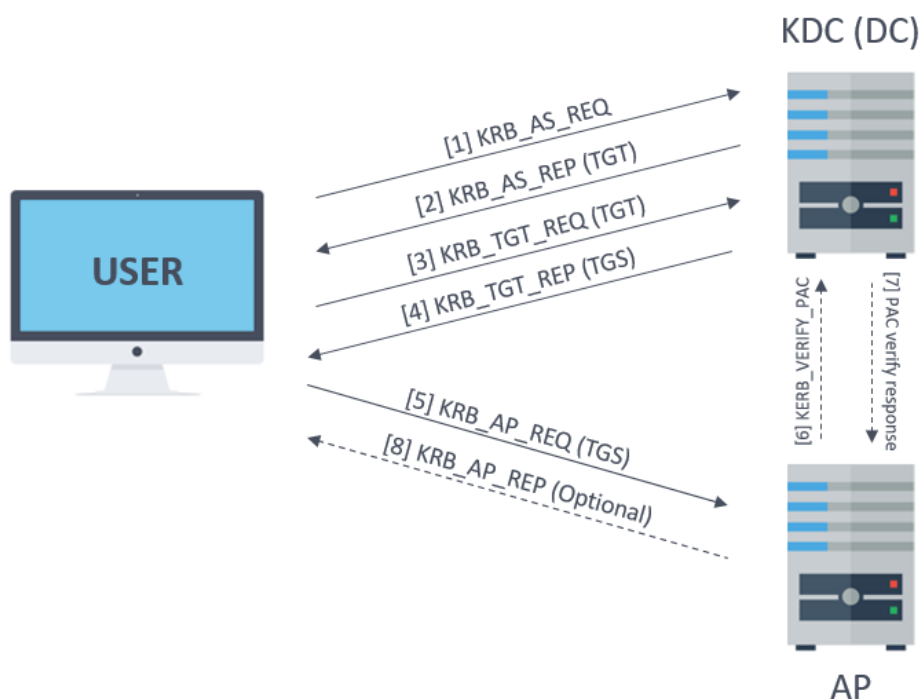 KDC (DC)
[1] KRB_AS_REQ
[2] KRB_AS_REP (TGT)
[3] KRB_TGT_REQ (TGT)
[4] KRB_TGT_REP (TGS)
USER
[5] KRB_AP_REQ (TGS)
[8] KRB_AP_REP (Optional)
[6] KERB_VERIFY_PAC
[7] PAC verify response
AP